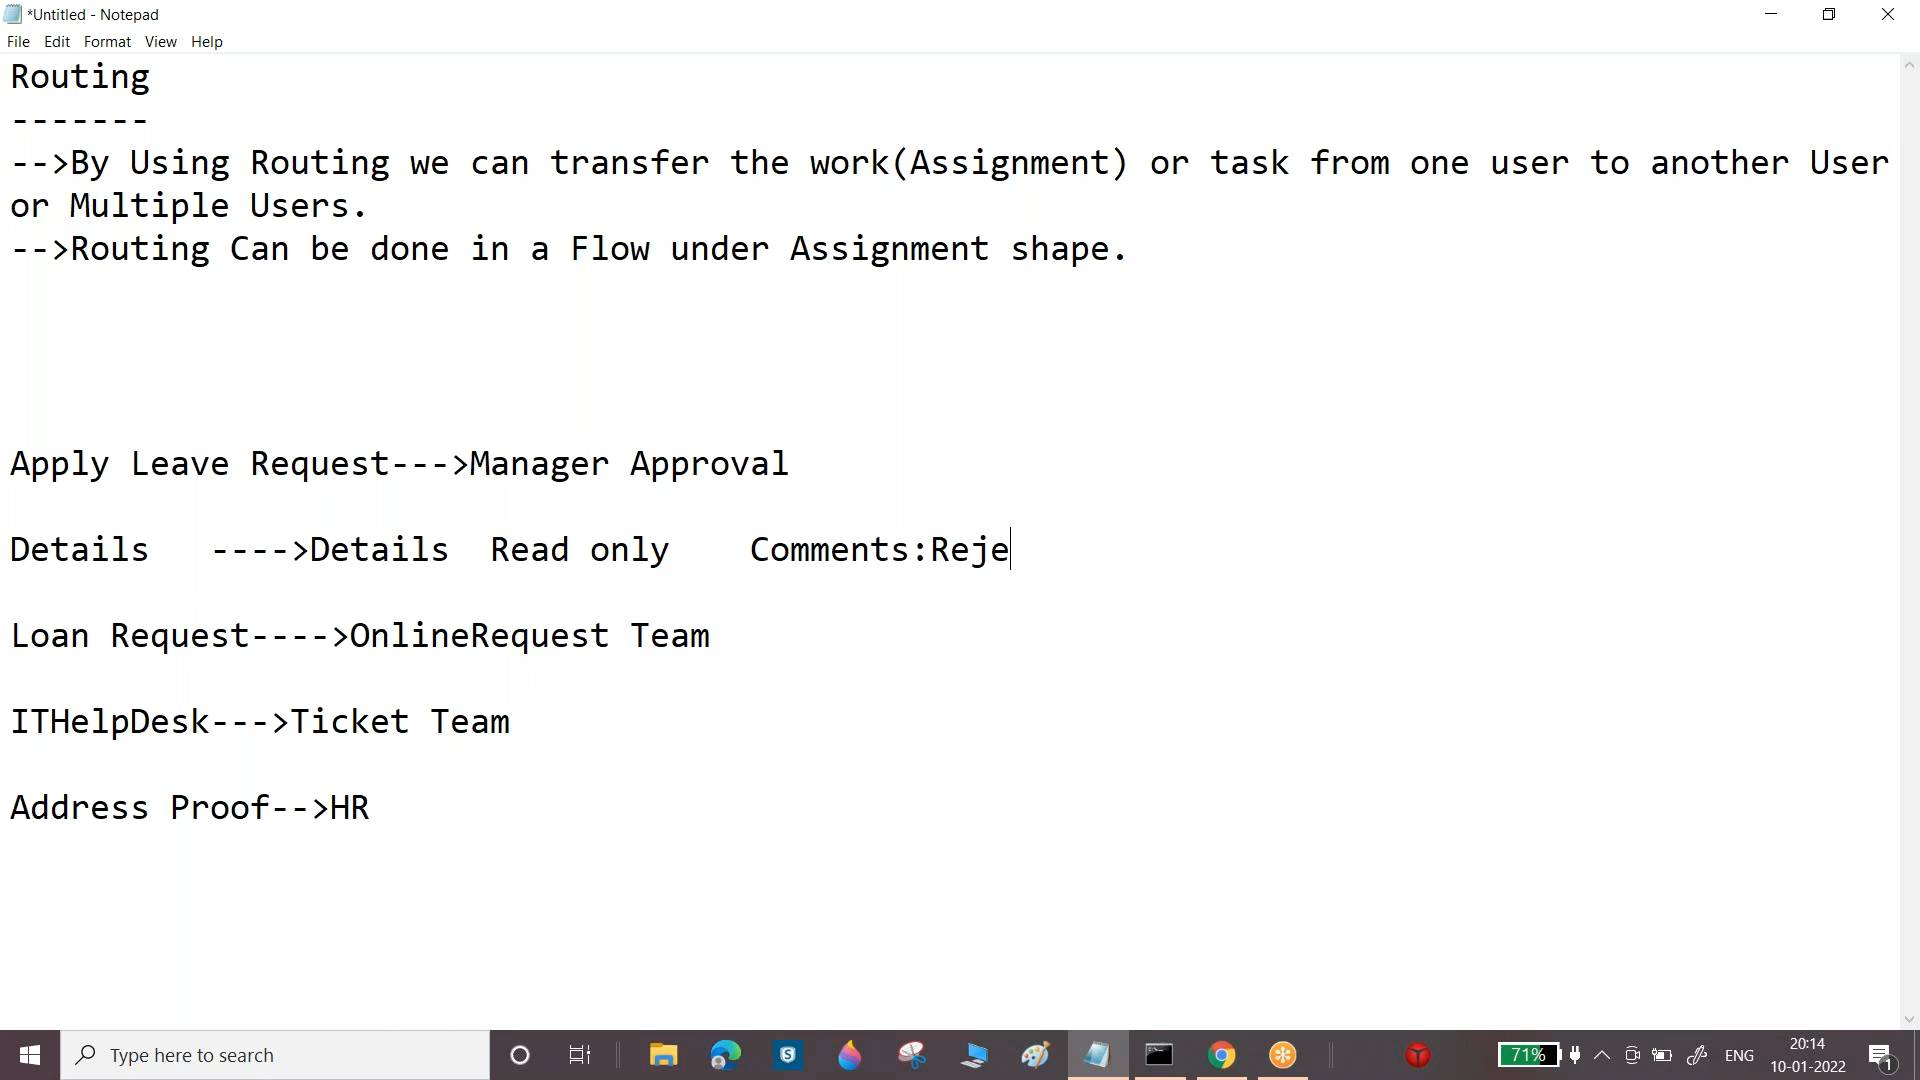 *Untitled - Notepad
File Edit Format View Help
Routing
-------
-->By Using Routing we can transfer the work(Assignment) or task from one user to another User
or Multiple Users.
-->Routing Can be done in a Flow under Assignment shape.
Apply Leave Request--->Manager Approval
Details   ---->Details  Read only    Comments:Reje
Loan Request---->OnlineRequest Team
ITHelpDesk--->Ticket Team
Address Proof-->HR
Type here to search
S
71%
ENG
20:14
10-01-2022
1